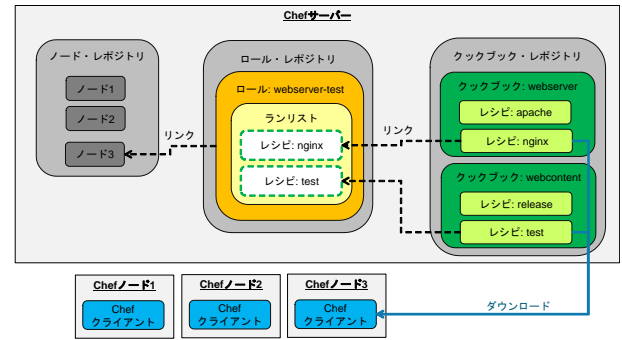 Chefサーバー
ノード・レポジトリ
ノード1
ノード2
ノード3
リンク
ロール・レポジトリ
ロール: webserver-test
ランリスト
レシピ: nginx
レシピ: test
リンク
クックブック・レポジトリ
クックブック: webserver
レシピ: apache
レシピ: nginx
クックブック: webcontent
レシピ: release
レシピ: test
ダウンロード
Chefノード1
Chef
クライアント
Chefノード2
Chef
クライアント
Chefノード3
Chef
クライアント